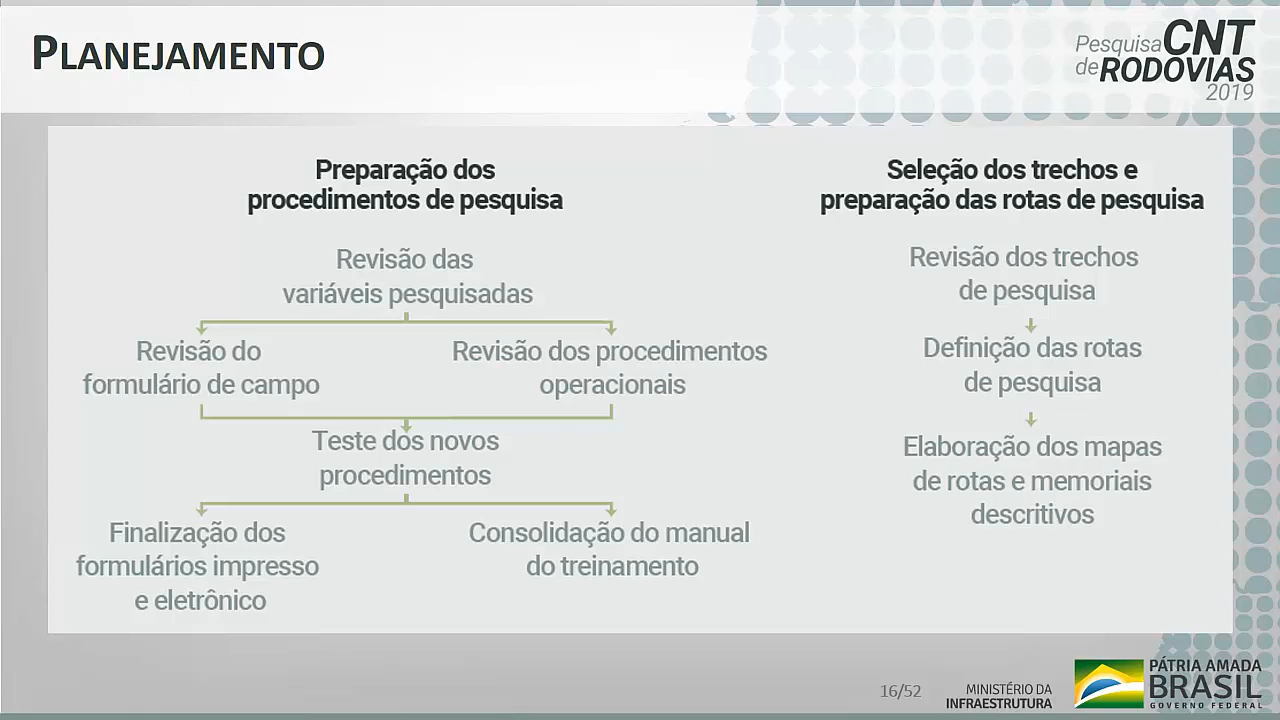 PLANEJAMENTO
Pesquisa CNT
de RODOVIAS
2019
Preparação dos
procedimentos de pesquisa
Revisão das
variáveis pesquisadas
Revisão do
formulário de campo
Revisão dos procedimentos
operacionais
Teste dos novos
procedimentos
Finalização dos
formulários impresso
e eletrônico
Consolidação do manual
do treinamento
Seleção dos trechos e
preparação das rotas de pesquisa
Revisão dos trechos
de pesquisa
Definição das rotas
de pesquisa
Elaboração dos mapas
de rotas e memoriais
descritivos
16/52
MINISTÉRIO DA
INFRAESTRUTURA
PÁTRIA AMADA
BRASIL
GOVERNO FEDERAL